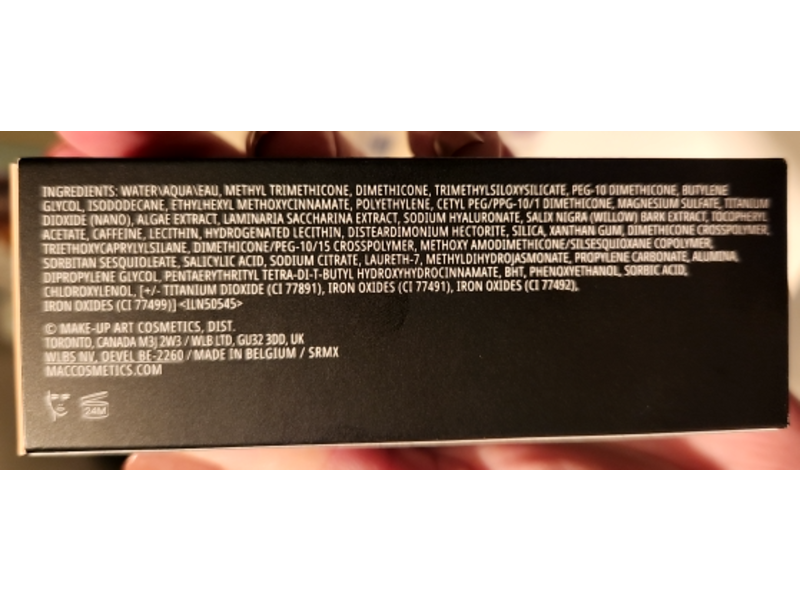 INGREDIENTS: WATER\AQUA\EAU, METHYL TRIMETHICONE, DIMETHICONE, TRIMETHYLSILOXYSILICATE, PEG-10 DIMETHICONE, BUTYLENE
GLYCOL, ISODODECANE, ETHYLHEXYL METHOXYCINNAMATE, POLYETHYLENE, CETYL PEG/PPG-10/1 DIMETHICONE, MAGNESIUM SULFATE, TITANIUM
DIOXIDE (NANO), ALGAE EXTRACT, LAMINARIA SACCHARINA EXTRACT, SODIUM HYALURONATE, SALIX NIGRA (WILLOW) BARK EXTRACT, TOCOPHERYL
ACETATE, CAFFEINE, LECITHIN, HYDROGENATED LECITHIN, DISTEARDIMONIUM HECTORITE, SILICA, XANTHAN GUM, DIMETHICONE CROSSPOLYMER,
TRIETHOXYCAPRYLYLSILANE, DIMETHICONE/PEG-10/15 CROSSPOLYMER, METHOXY AMODIMETHICONE/SILSESQUIOXANE COPOLYMER,
SORBITAN SESQUIOLEATE, SALICYLIC ACID, SODIUM CITRATE, LAURETH-7, METHYLDIHYDROJASMONATE, PROPYLENE CARBONATE, ALUMINA,
DIPROPYLENE GLYCOL, PENTAERYTHRITYL TETRA-DI-T-BUTYL HYDROXYHYDROCINNAMATE, BHT, PHENOXYETHANOL, SORBIC ACID,
CHLOROXYLENOL, [+/- TITANIUM DIOXIDE (CI 77891), IRON OXIDES (CI 77491), IRON OXIDES (CI 77492),
IRON OXIDES (CI 77499)] <ILN50545>
© MAKE-UP ART COSMETICS, DIST.
TORONTO, CANADA M3J 2W3 / WLB LTD, GU32 3DD, UK
WLBS NV, OEVEL BE-2260 / MADE IN BELGIUM / SRMX
MACCOSMETICS.COM
24M